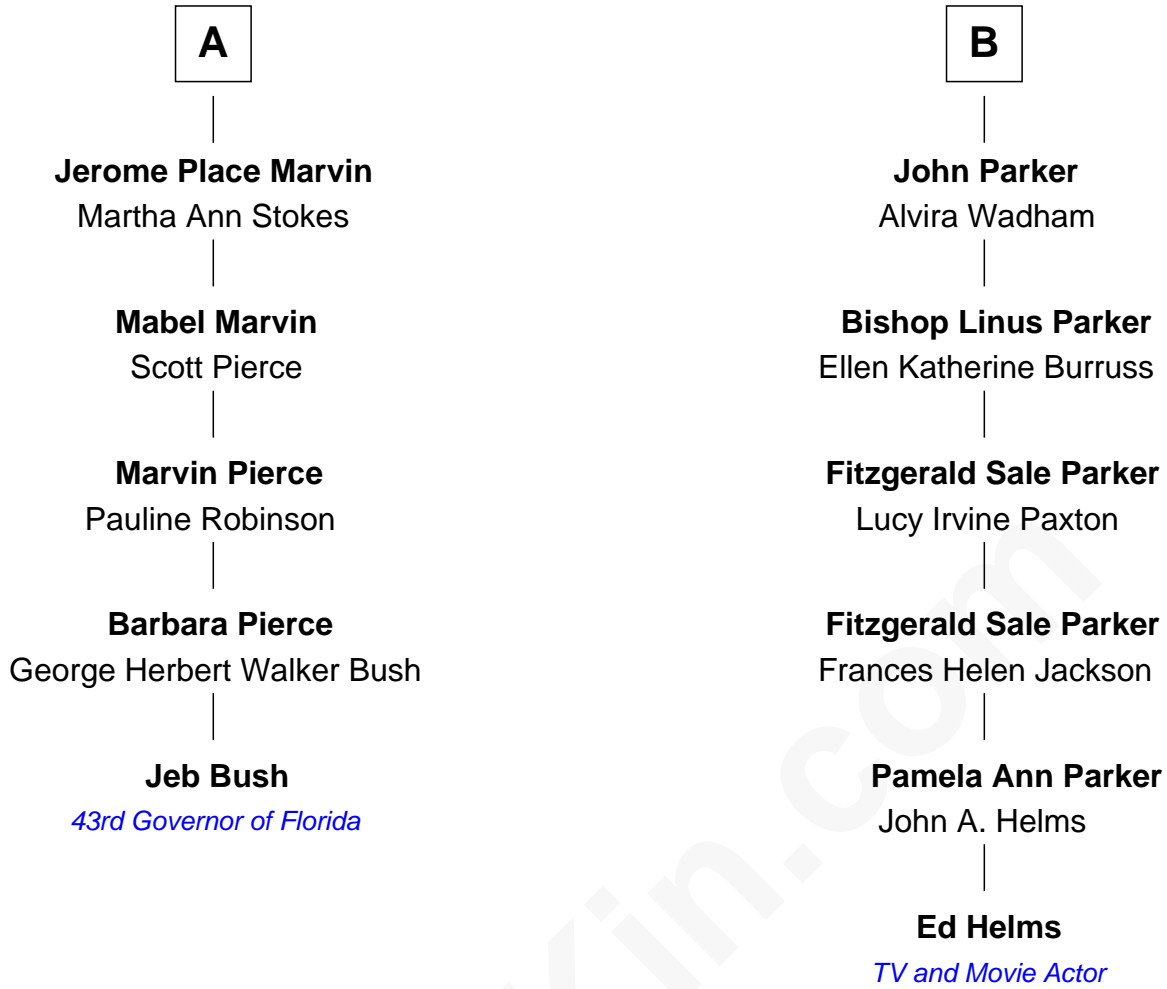 A
Jerome Place Marvin
Martha Ann Stokes
Mabel Marvin
Scott Pierce
Marvin Pierce
Pauline Robinson
Barbara Pierce
George Herbert Walker Bush
Jeb Bush
43rd Governor of Florida
B
John Parker
Alvira Wadham
Bishop Linus Parker
Ellen Katherine Burruss
Fitzgerald Sale Parker
Lucy Irvine Paxton
Fitzgerald Sale Parker
Frances Helen Jackson
Pamela Ann Parker
John A. Helms
Ed Helms
TV and Movie Actor